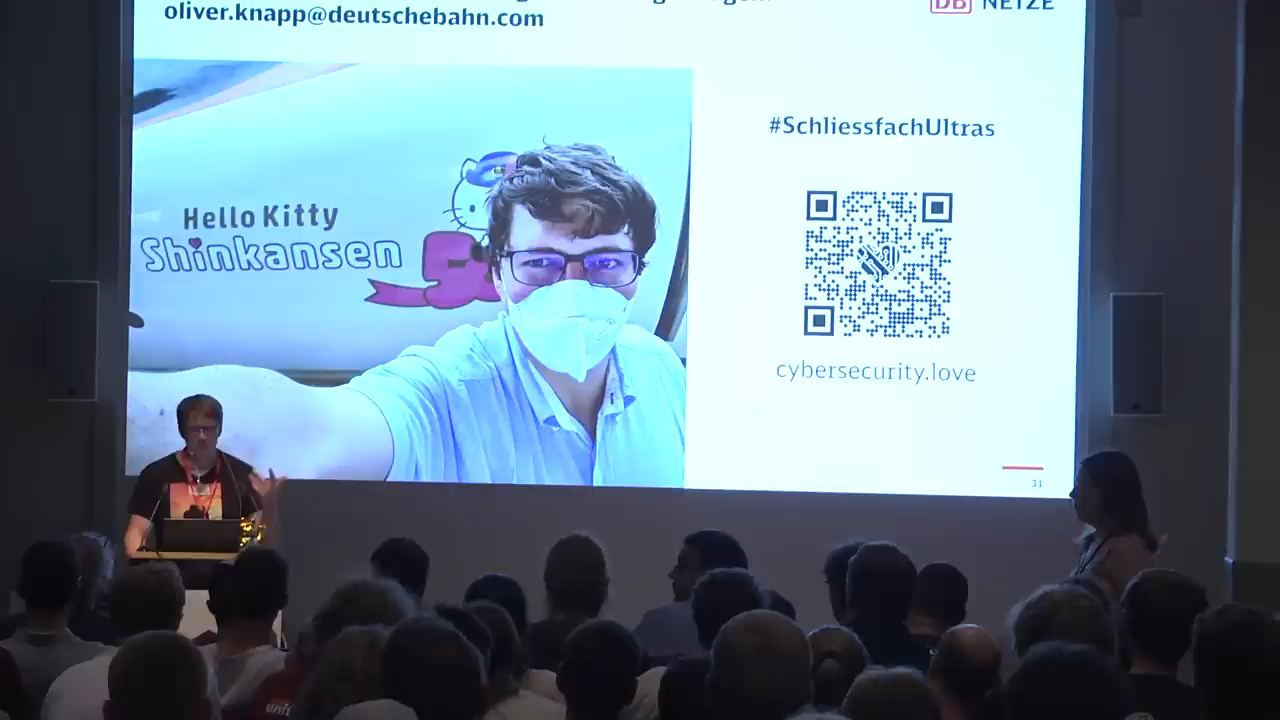 oliver.knapp@deutschebahn.com
DB NETZE
#SchliessfachUltras
Hello Kitty
Shinkansen
cybersecurity.love
31